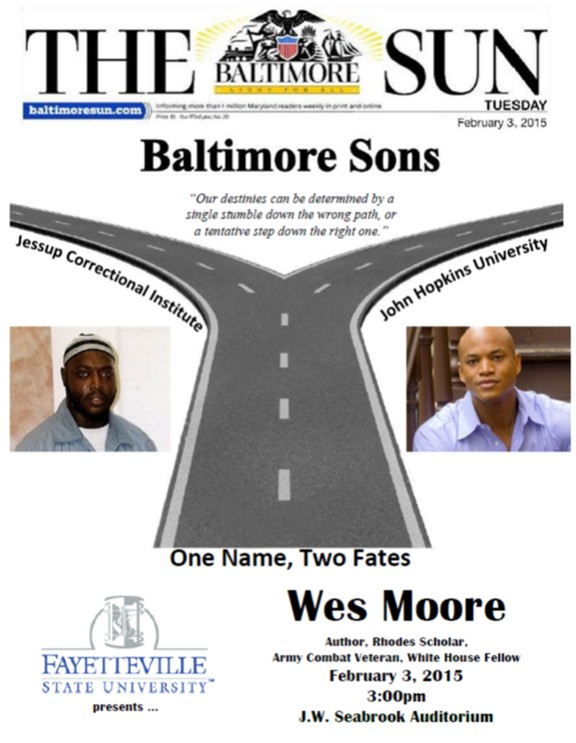 THE BALTIMORE SUN
LIGHT FOR ALL
TUESDAY
baltimoresun.com
Informing more than 1 million Maryland readers weekly in print and online
February 3, 2015
Baltimore Sons
"Our destinies can be determined by a
single stumble down the wrong path, or
a tentative step down the right one."
Jessup Correctional Institute
John Hopkins University
One Name, Two Fates
Wes Moore
Author, Rhodes Scholar,
Army Combat Veteran, White House Fellow
February 3, 2015
3:00pm
J.W. Seabrook Auditorium
FAYETTEVILLE
STATE UNIVERSITY
presents ...